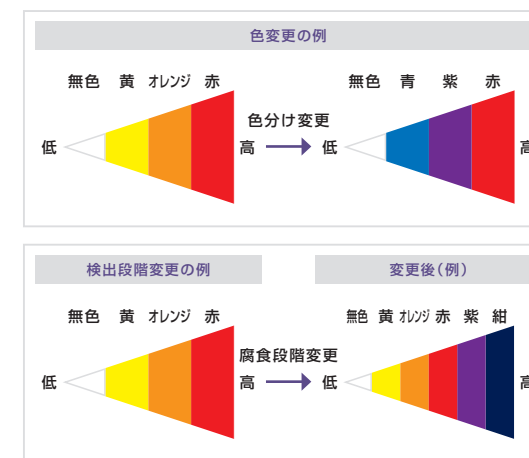 色変更の例
無色 黄 オレンジ 赤
無色 青 紫 赤
色分け変更
低 高 低 高
検出段階変更の例
変更後(例)
無色 黄 オレンジ 赤
無色 黄 オレンジ 赤 紫 紺
腐食段階変更
低 高 低 高